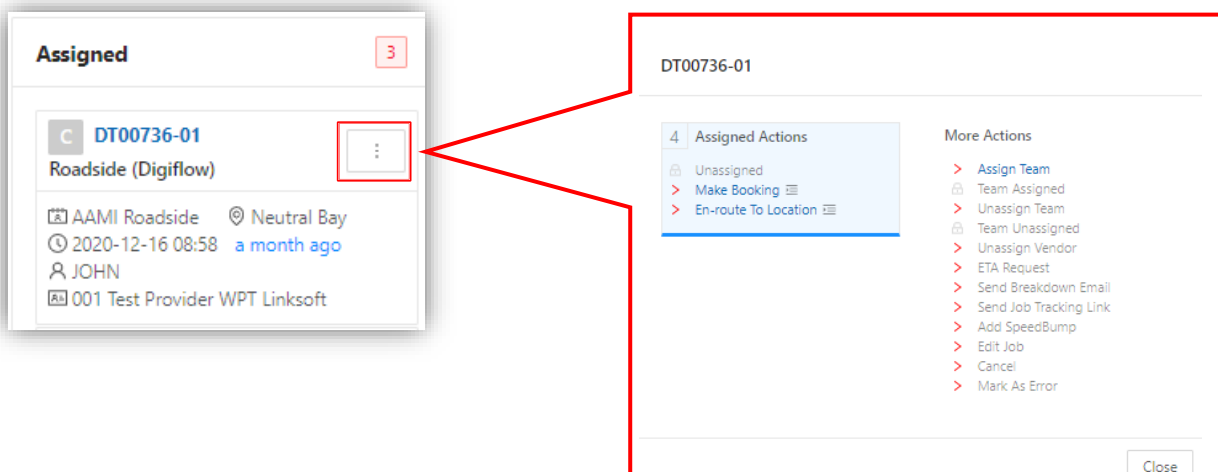 Assigned
3
C DT00736-01
Roadside (Digiflow)
AAMI Roadside Neutral Bay
2020-12-16 08:58 a month ago
JOHN
001 Test Provider WPT Linksoft
DT00736-01
4 Assigned Actions
Unassigned
Make Booking
En-route To Location
More Actions
Assign Team
Team Assigned
Unassign Team
Team Unassigned
Unassign Vendor
ETA Request
Send Breakdown Email
Send Job Tracking Link
Add SpeedBump
Edit Job
Cancel
Mark As Error
Close